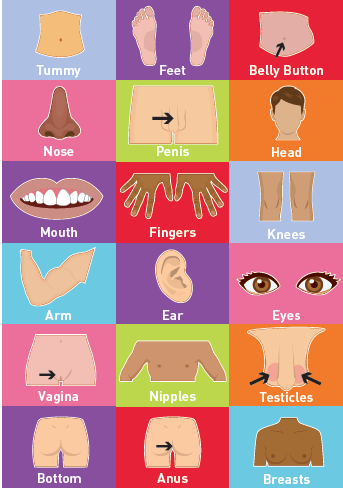 Tummy
Feet
Belly Button
Nose
Penis
Head
Mouth
Fingers
Knees
Arm
Ear
Eyes
Vagina
Nipples
Testicles
Bottom
Anus
Breasts